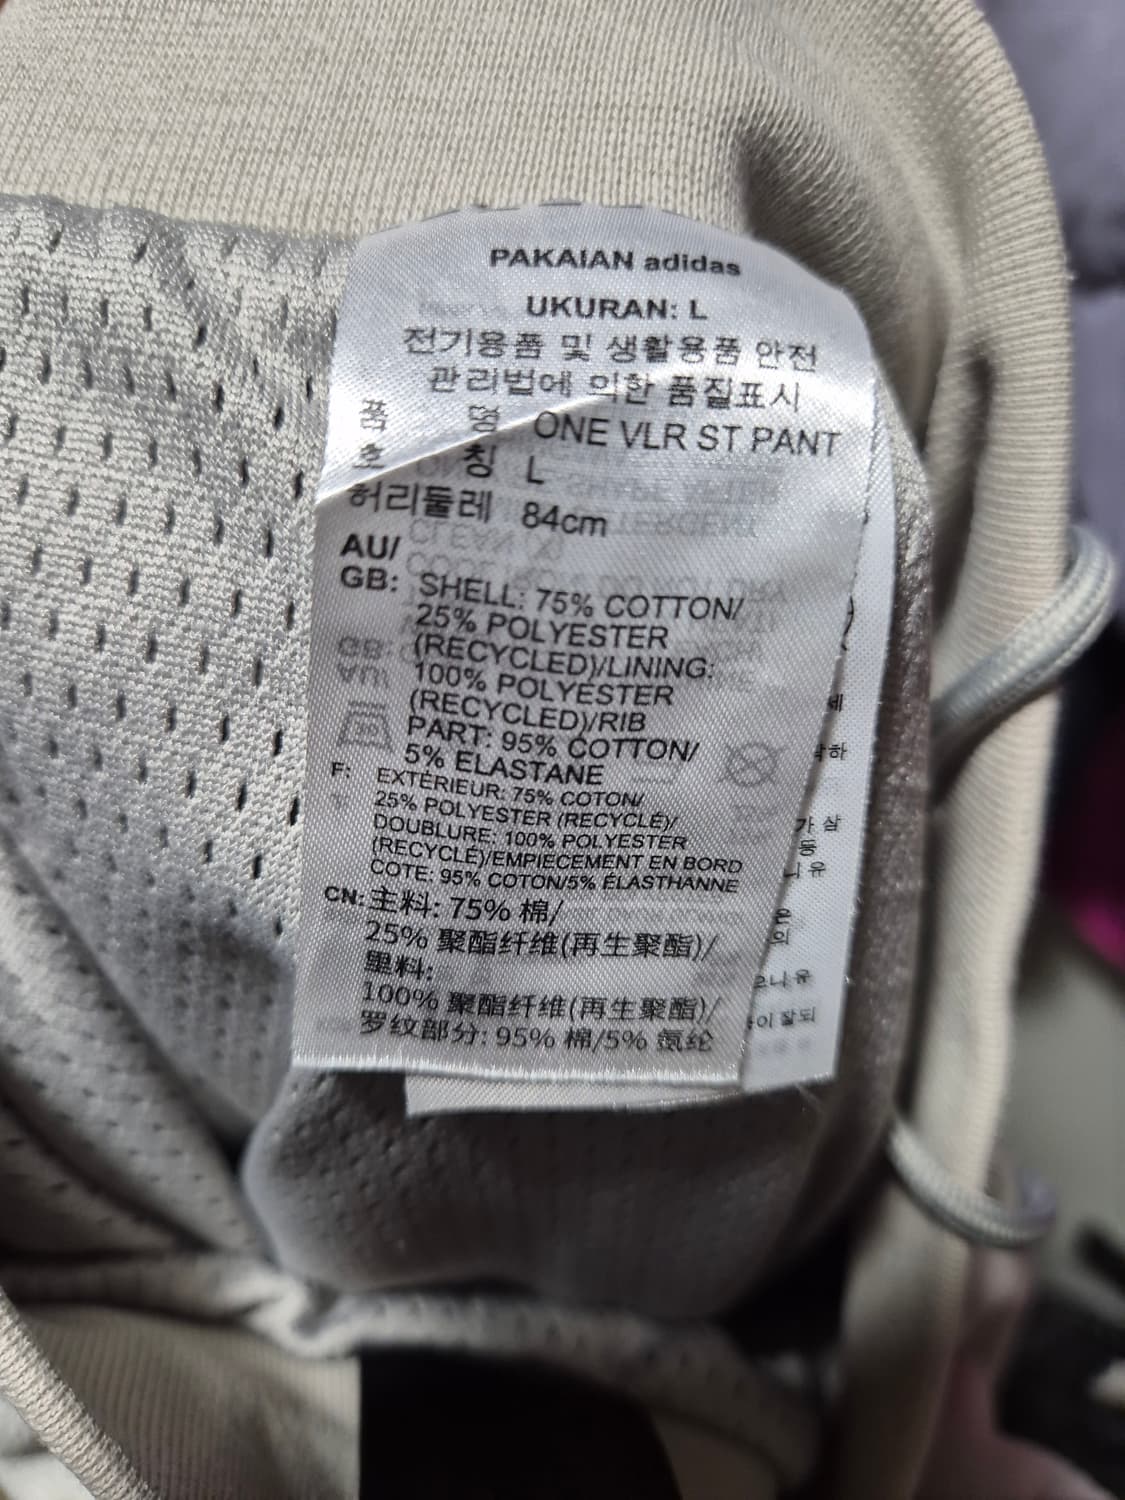 PAKAIAN adidas
UKURAN: L
전기용품 및 생활용품 안전
관리법에 의한 품질표시
품 명 ONE VLR ST PANT
호 칭 L
허리둘레 84cm
AU/
GB: SHELL: 75% COTTON/
25% POLYESTER
(RECYCLED)/LINING:
100% POLYESTER
(RECYCLED)/RIB
PART: 95% COTTON/
5% ELASTANE
F: EXTÉRIEUR: 75% COTON/
25% POLYESTER (RECYCLÉ)/
DOUBLURE: 100% POLYESTER
(RECYCLÉ)/EMPIECEMENT EN BORD
COTE: 95% COTON/5% ÉLASTHANNE
CN: 主料: 75% 棉/
25% 聚酯纤维(再生聚酯)/
里料:
100% 聚酯纤维(再生聚酯)/
罗纹部分: 95% 棉/5% 氨纶